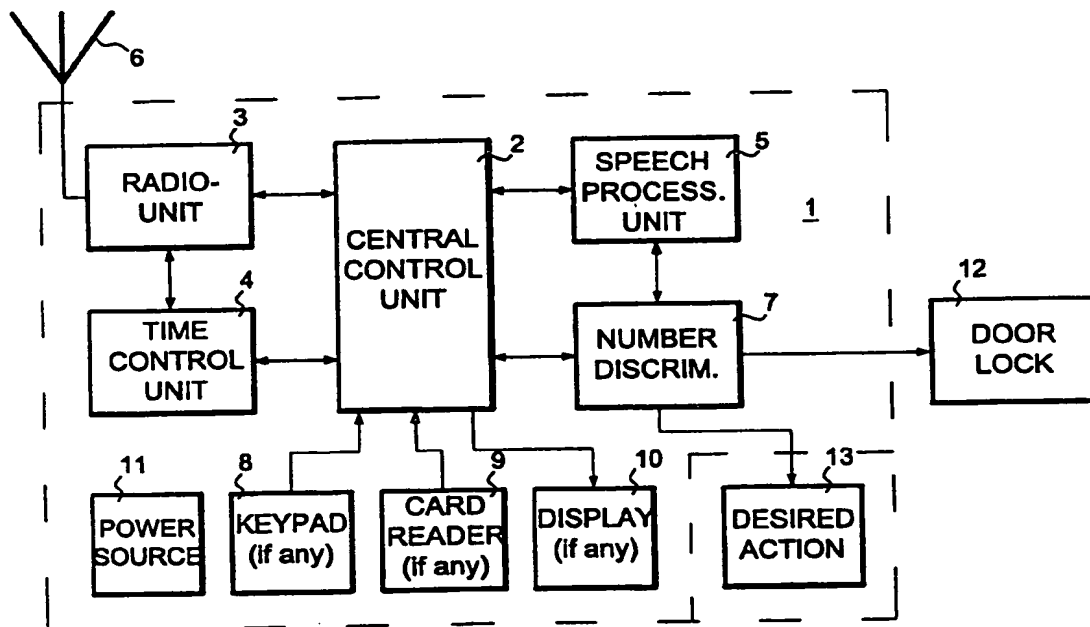 6
3
RADIO-
UNIT
2
CENTRAL
CONTROL
UNIT
5
SPEECH
PROCESS.
UNIT
1
4
TIME
CONTROL
UNIT
7
NUMBER
DISCRIM.
12
DOOR
LOCK
11
POWER
SOURCE
8
KEYPAD
(if any)
9
CARD
READER
(if any)
10
DISPLAY
(if any)
13
DESIRED
ACTION